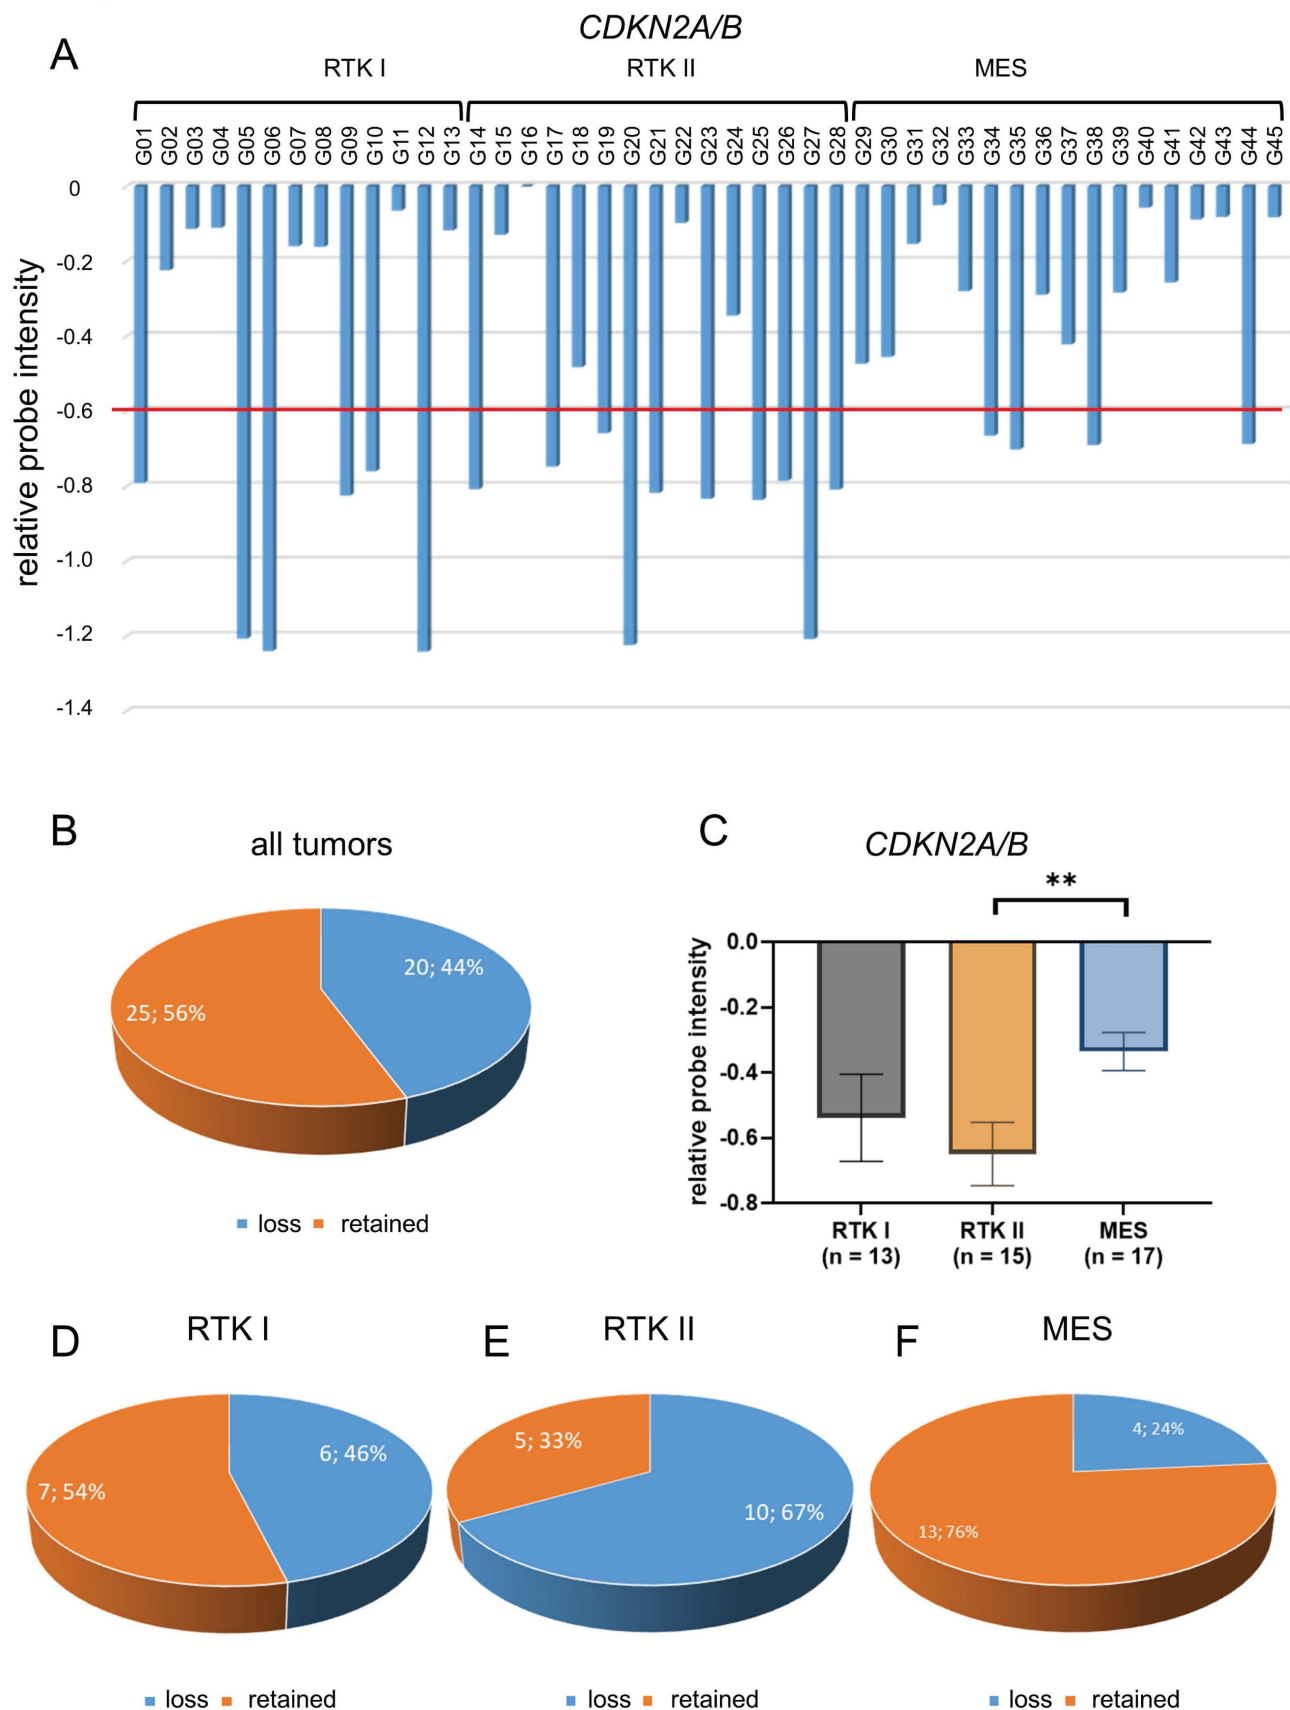 A
CDKN2A/B
RTK I RTK II MES
G01 G02 G03 G04 G05 G06 G07 G08 G09 G10 G11 G12 G13 G14 G15 G16 G17 G18 G19 G20 G21 G22 G23 G24 G25 G26 G27 G28 G29 G30 G31 G32 G33 G34 G35 G36 G37 G38 G39 G40 G41 G42 G43 G44 G45
relative probe intensity
0
-0.2
-0.4
-0.6
-0.8
-1.0
-1.2
-1.4
B
all tumors
20; 44%
25; 56%
loss retained
C
CDKN2A/B
**
relative probe intensity
0.0
-0.2
-0.4
-0.6
-0.8
RTK I RTK II MES
(n = 13) (n = 15) (n = 17)
D
RTK I
6; 46%
7; 54%
loss retained
E
RTK II
5; 33%
10; 67%
loss retained
F
MES
4; 24%
13; 76%
loss retained